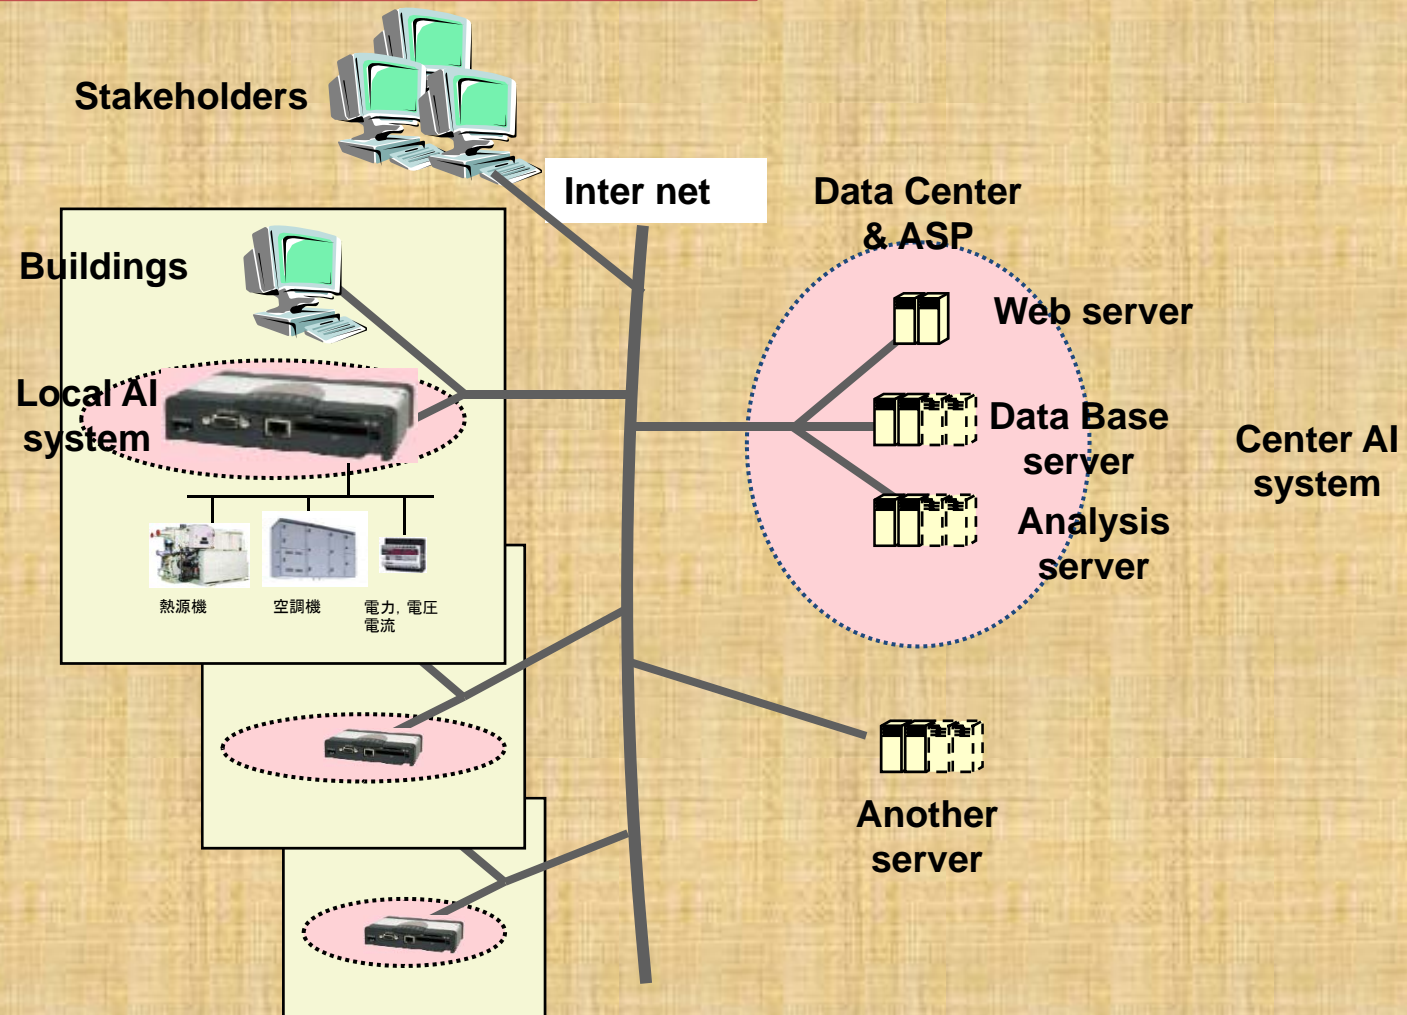 Stakeholders
Inter net
Data Center
& ASP
Buildings
Web server
Local AI
system
Data Base
server
Center AI
system
Analysis
server
熱源機
空調機
電力, 電圧
電流
Another
server